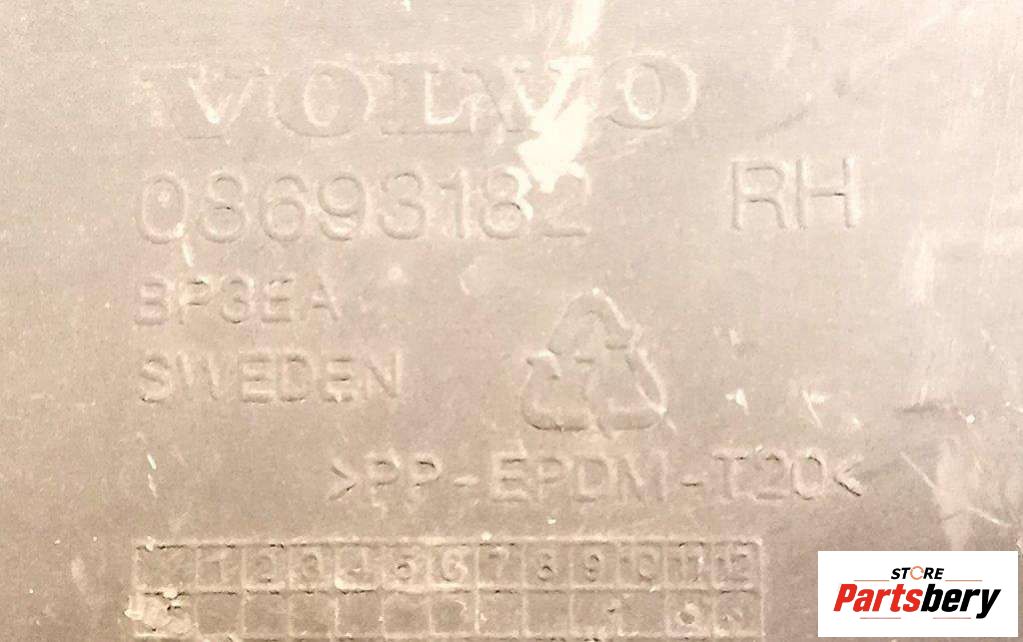 VOLVO
08693182 RH
BP3EA
SWEDEN
>PP-EPDM-T20<
1 2 3 4 5 6 7 8 9 10 11 12
STORE
Partsbery